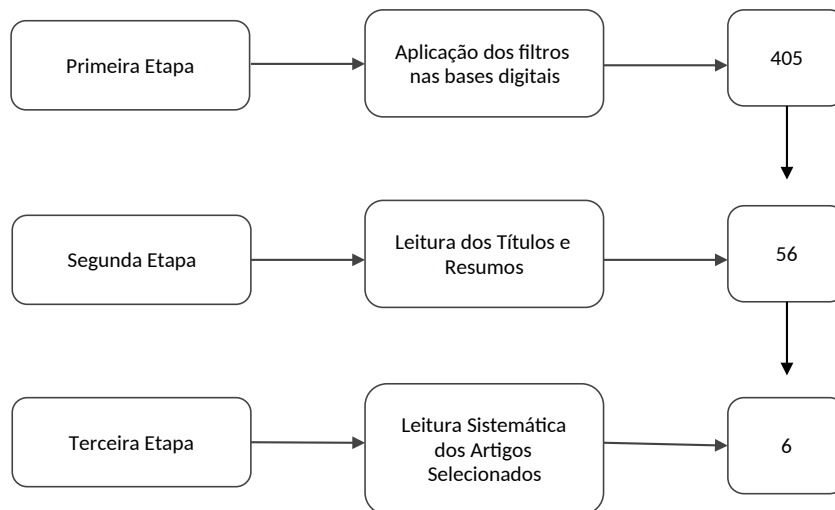 Primeira Etapa
Aplicação dos filtros
nas bases digitais
405
Segunda Etapa
Leitura dos Títulos e
Resumos
56
Terceira Etapa
Leitura Sistemática
dos Artigos
Selecionados
6